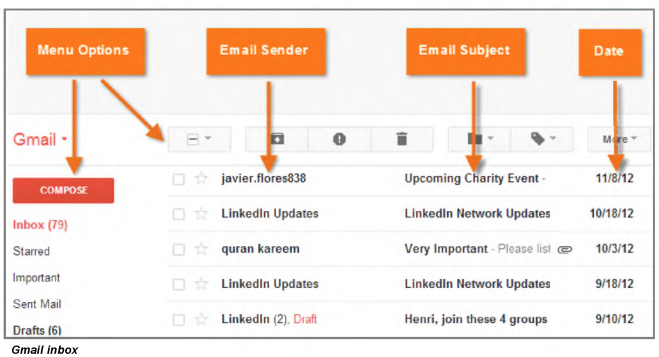 Menu Options Email Sender Email Subject Date
Gmail More
COMPOSE javier.flores838 Upcoming Charity Event - 11/8/12
Inbox (79) LinkedIn Updates LinkedIn Network Updates 10/18/12
Starred quran kareem Very Important - Please list 10/3/12
Important LinkedIn Updates LinkedIn Network Updates 9/18/12
Sent Mail
Drafts (6) LinkedIn (2), Draft Henri, join these 4 groups 9/10/12
Gmail inbox